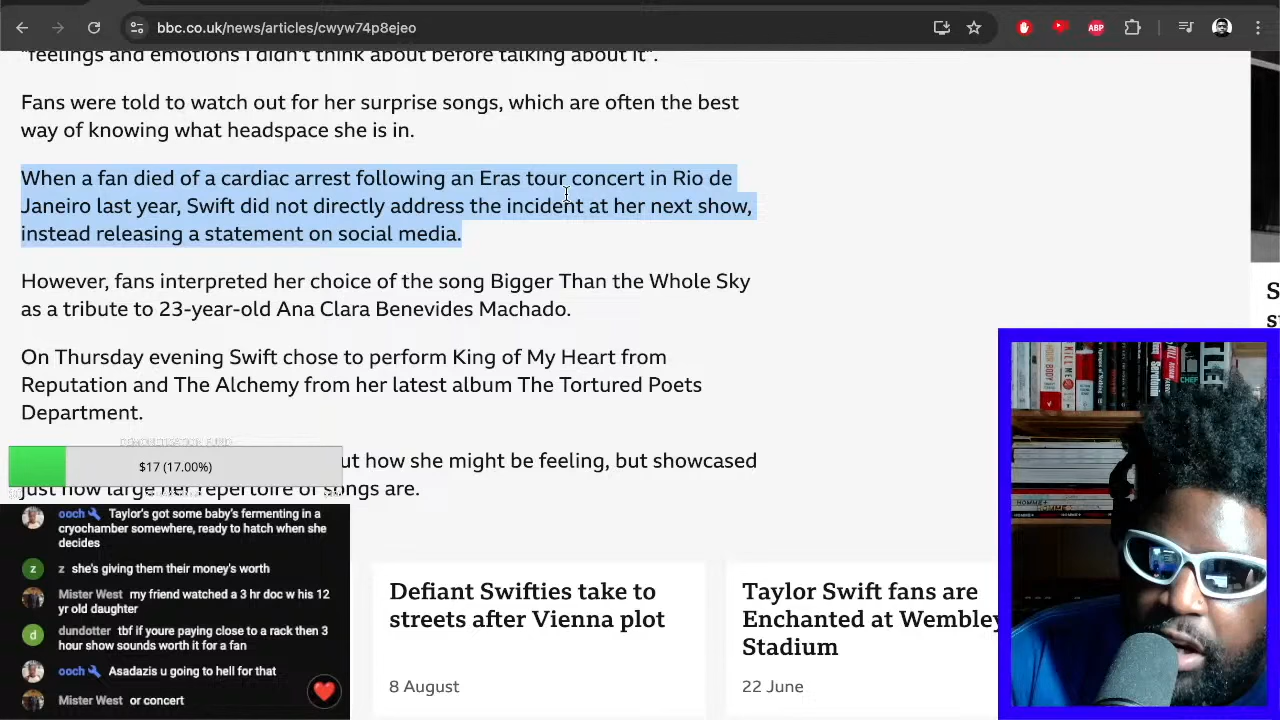 bbc.co.uk/news/articles/cwyw74p8ejeo
ABP
"feelings and emotions I didn't think about before talking about it".
Fans were told to watch out for her surprise songs, which are often the best
way of knowing what headspace she is in.
When a fan died of a cardiac arrest following an Eras tour concert in Rio de
Janeiro last year, Swift did not directly address the incident at her next show,
instead releasing a statement on social media.
However, fans interpreted her choice of the song Bigger Than the Whole Sky
as a tribute to 23-year-old Ana Clara Benevides Machado.
On Thursday evening Swift chose to perform King of My Heart from
Reputation and The Alchemy from her latest album The Tortured Poets
Department.
DEMONETISATION FUND
$17 (17.00%)
ut how she might be feeling, but showcased
just how large her repertoire of songs are.
ooch Taylor's got some baby's fermenting in a
cryochamber somewhere, ready to hatch when she
decides
z z she's giving them their money's worth
Mister West my friend watched a 3 hr doc w his 12
yr old daughter
d dundotter tbf if youre paying close to a rack then 3
hour show sounds worth it for a fan
ooch Asadazis u going to hell for that
Mister West or concert
Defiant Swifties take to
streets after Vienna plot
8 August
Taylor Swift fans are
Enchanted at Wembley
Stadium
22 June
S
KILL
CHEF
Serotonin